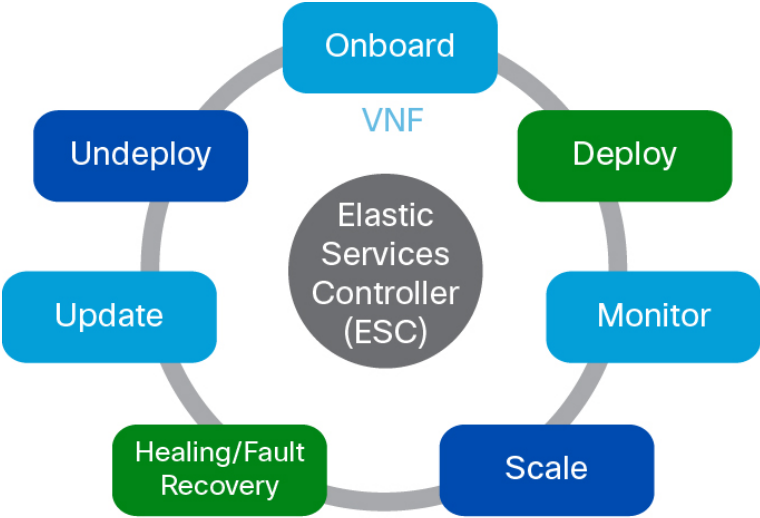 Onboard
VNF
Undeploy
Deploy
Elastic
Services
Controller
(ESC)
Update
Monitor
Healing/Fault
Recovery
Scale